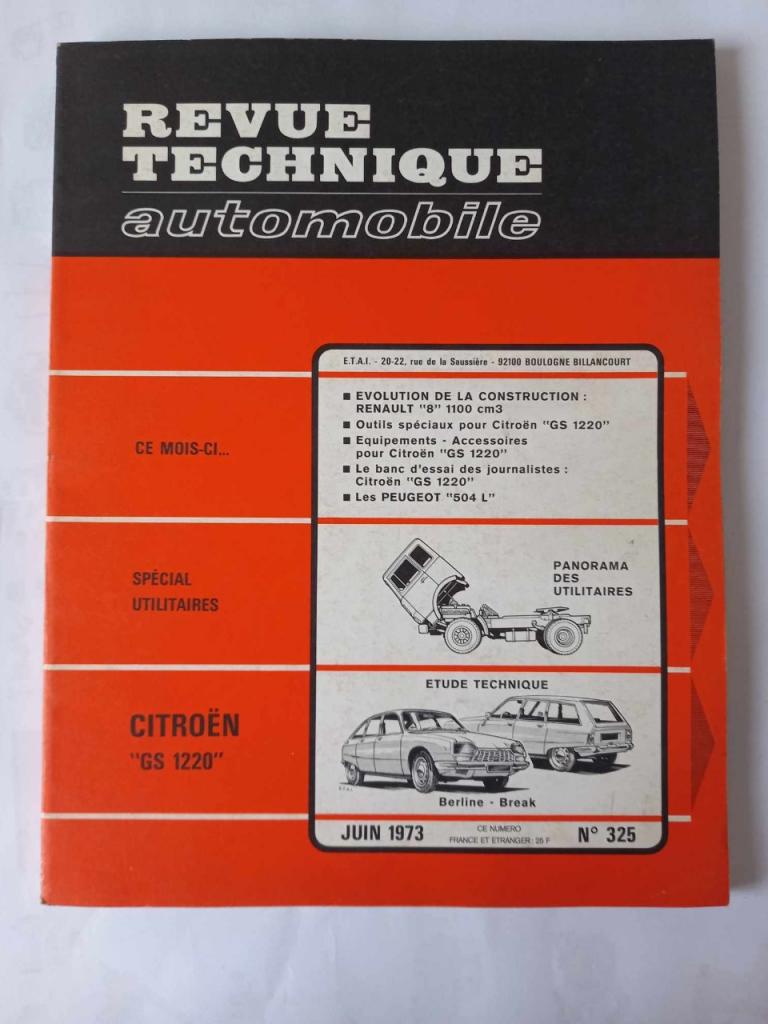 REVUE
TECHNIQUE
automobile
E.T.A.I. - 20-22, rue de la Saussière - 92100 BOULOGNE BILLANCOURT
CE MOIS-CI...
■ EVOLUTION DE LA CONSTRUCTION :
RENAULT "8" 1100 cm3
■ Outils spéciaux pour Citroën "GS 1220"
■ Equipements - Accessoires
pour Citroën "GS 1220"
■ Le banc d'essai des journalistes :
Citroën "GS 1220"
■ Les PEUGEOT "504 L"
SPÉCIAL
UTILITAIRES
PANORAMA
DES
UTILITAIRES
CITROËN
"GS 1220"
ETUDE TECHNIQUE
E.T.A.I.
Berline - Break
JUIN 1973
CE NUMERO
FRANCE ET ETRANGER : 25 F
N° 325